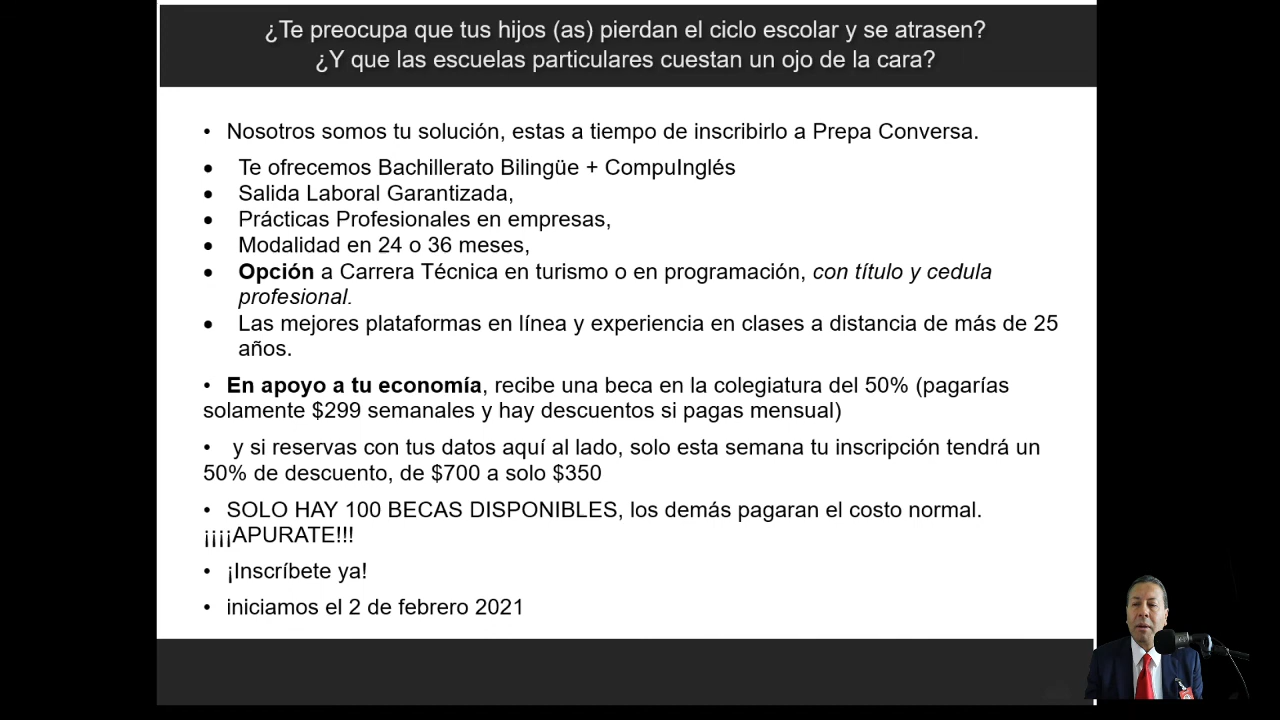 ¿Te preocupa que tus hijos (as) pierdan el ciclo escolar y se atrasen?
¿Y que las escuelas particulares cuestan un ojo de la cara?
• Nosotros somos tu solución, estas a tiempo de inscribirlo a Prepa Conversa.
• Te ofrecemos Bachillerato Bilingüe + CompuInglés
• Salida Laboral Garantizada,
• Prácticas Profesionales en empresas,
• Modalidad en 24 o 36 meses,
• Opción a Carrera Técnica en turismo o en programación, con título y cedula
profesional.
• Las mejores plataformas en línea y experiencia en clases a distancia de más de 25
años.
• En apoyo a tu economía, recibe una beca en la colegiatura del 50% (pagarías
solamente $299 semanales y hay descuentos si pagas mensual)
• y si reservas con tus datos aquí al lado, solo esta semana tu inscripción tendrá un
50% de descuento, de $700 a solo $350
• SOLO HAY 100 BECAS DISPONIBLES, los demás pagaran el costo normal.
¡¡¡¡APURATE!!!
• ¡Inscríbete ya!
• iniciamos el 2 de febrero 2021